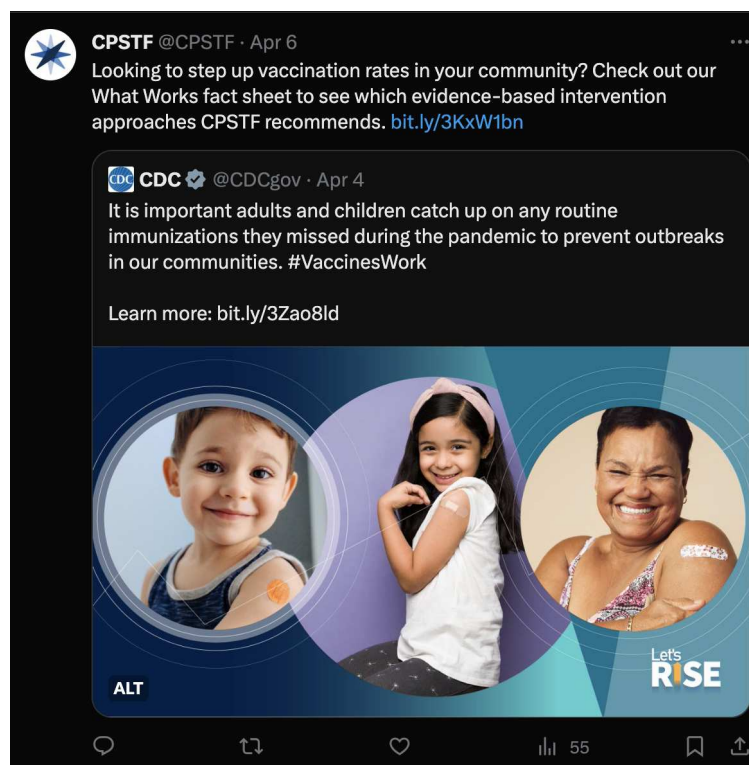 CPSTF @CPSTF · Apr 6
Looking to step up vaccination rates in your community? Check out our
What Works fact sheet to see which evidence-based intervention
approaches CPSTF recommends. bit.ly/3KxW1bn
CDC CDC @CDCgov · Apr 4
It is important adults and children catch up on any routine
immunizations they missed during the pandemic to prevent outbreaks
in our communities. #VaccinesWork
Learn more: bit.ly/3Zao8ld
ALT
Let's
RISE
55